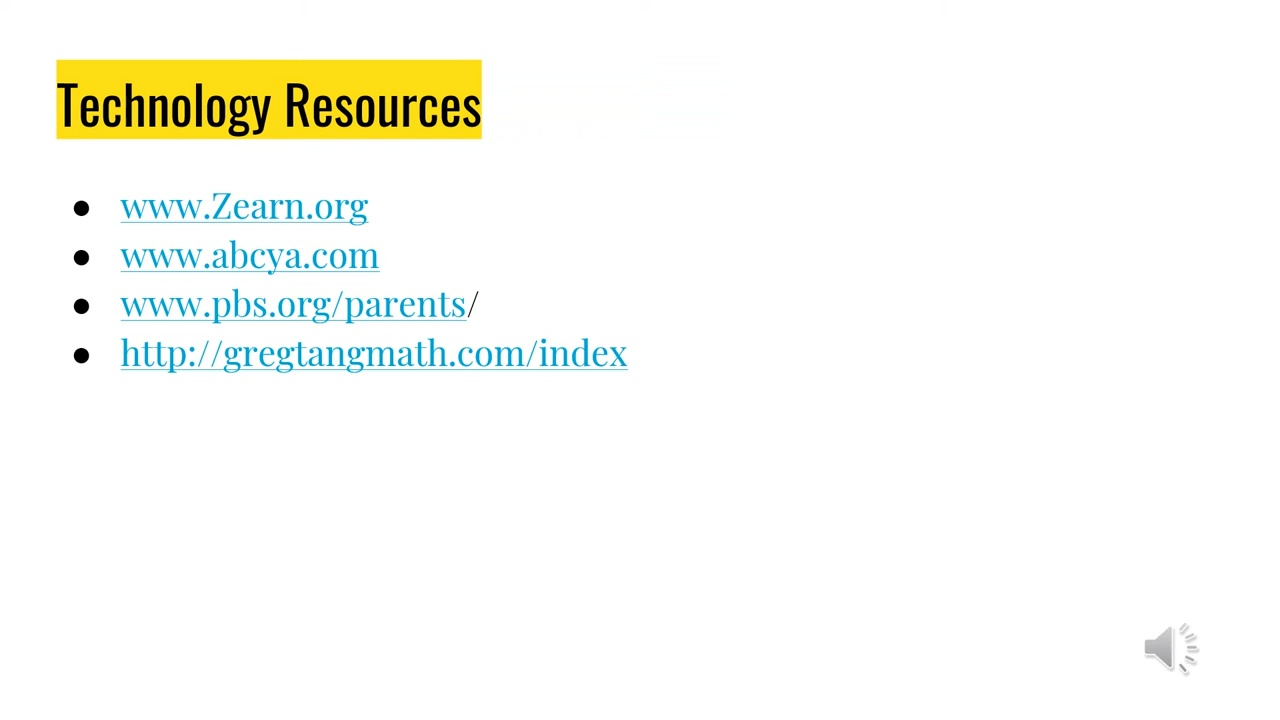 Technology Resources
● www.Zearn.org
● www.abcya.com
● www.pbs.org/parents/
● http://gregtangmath.com/index